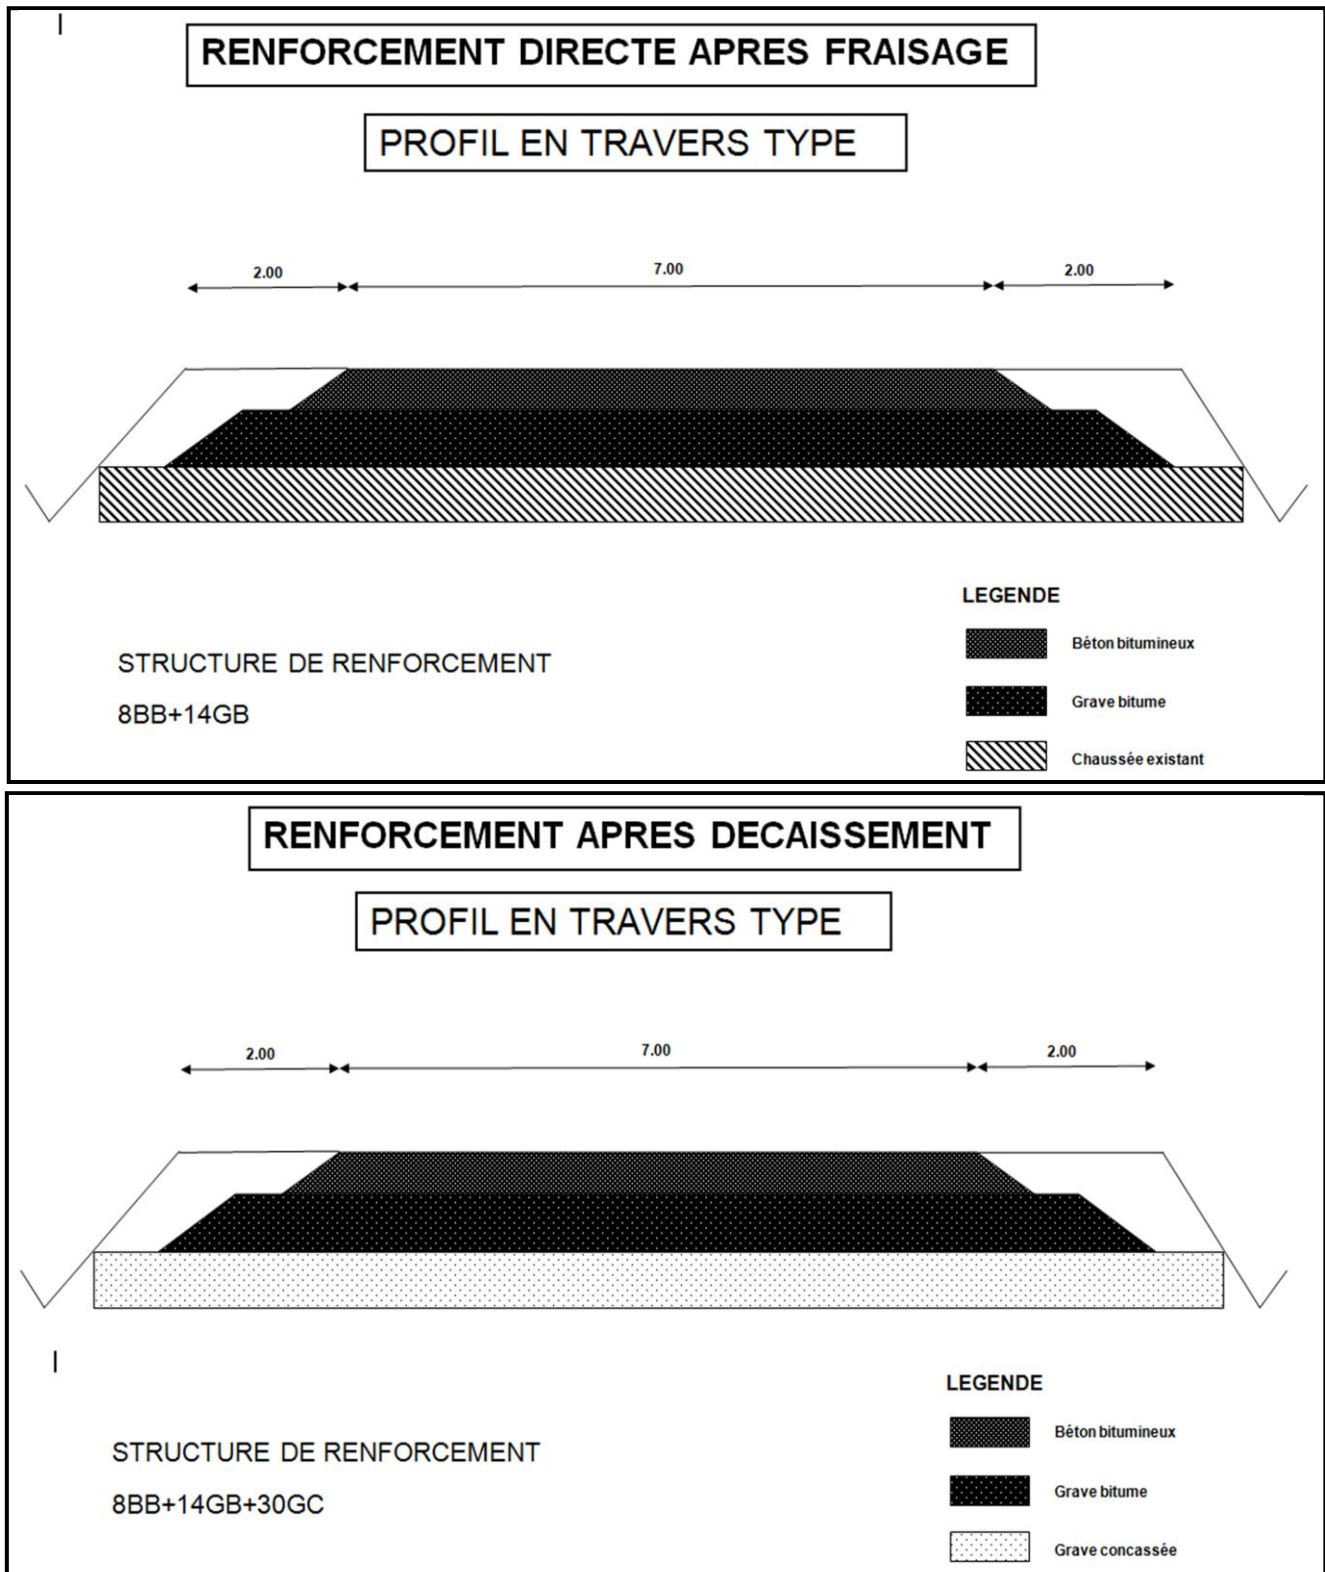 RENFORCEMENT DIRECTE APRES FRAISAGE
PROFIL EN TRAVERS TYPE
2.00 7.00 2.00
LEGENDE
Béton bitumineux
STRUCTURE DE RENFORCEMENT
Grave bitume
8BB+14GB
Chaussée existant
RENFORCEMENT APRES DECAISSEMENT
PROFIL EN TRAVERS TYPE
2.00 7.00 2.00
LEGENDE
Béton bitumineux
STRUCTURE DE RENFORCEMENT
Grave bitume
8BB+14GB+30GC
Grave concassée